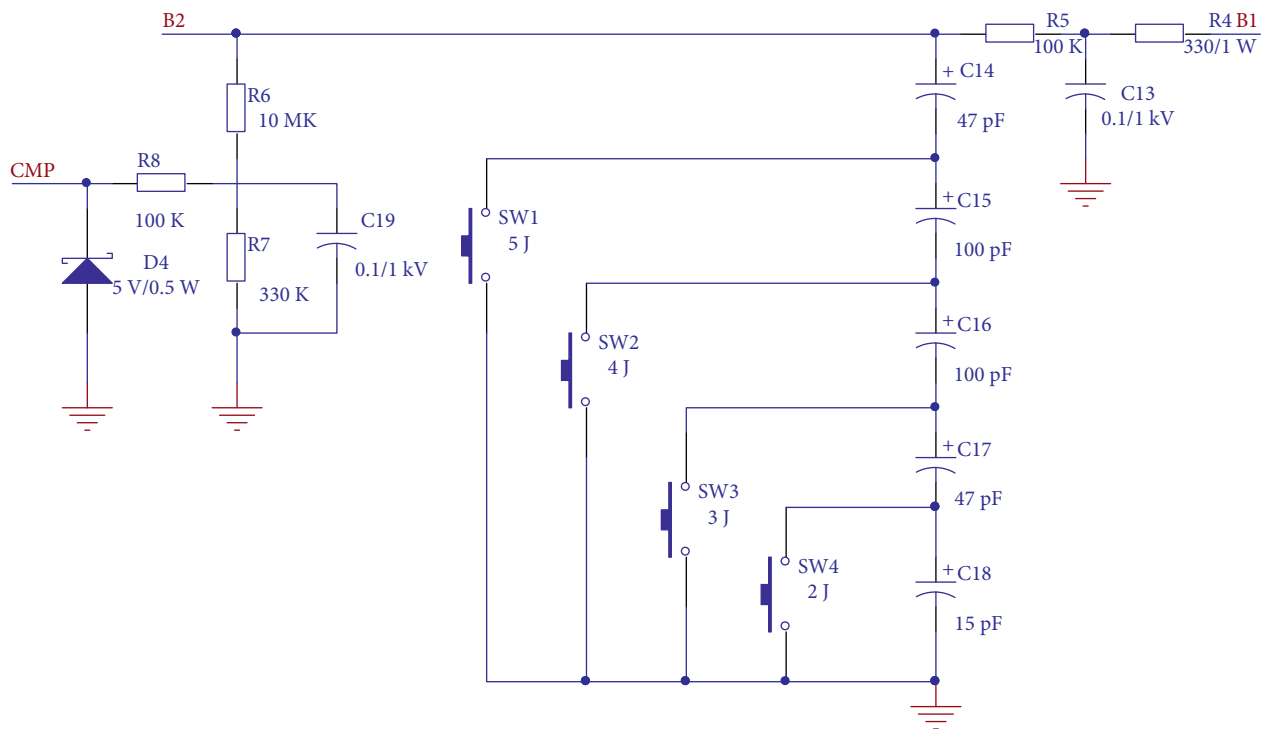 B2
R5
100 K
R4 B1
330/1 W
C14
47 pF
C13
0.1/1 kV
R6
10 MK
CMP
R8
100 K
C19
0.1/1 kV
R7
330 K
D4
5 V/0.5 W
SW1
5 J
C15
100 pF
SW2
4 J
C16
100 pF
SW3
3 J
C17
47 pF
SW4
2 J
C18
15 pF